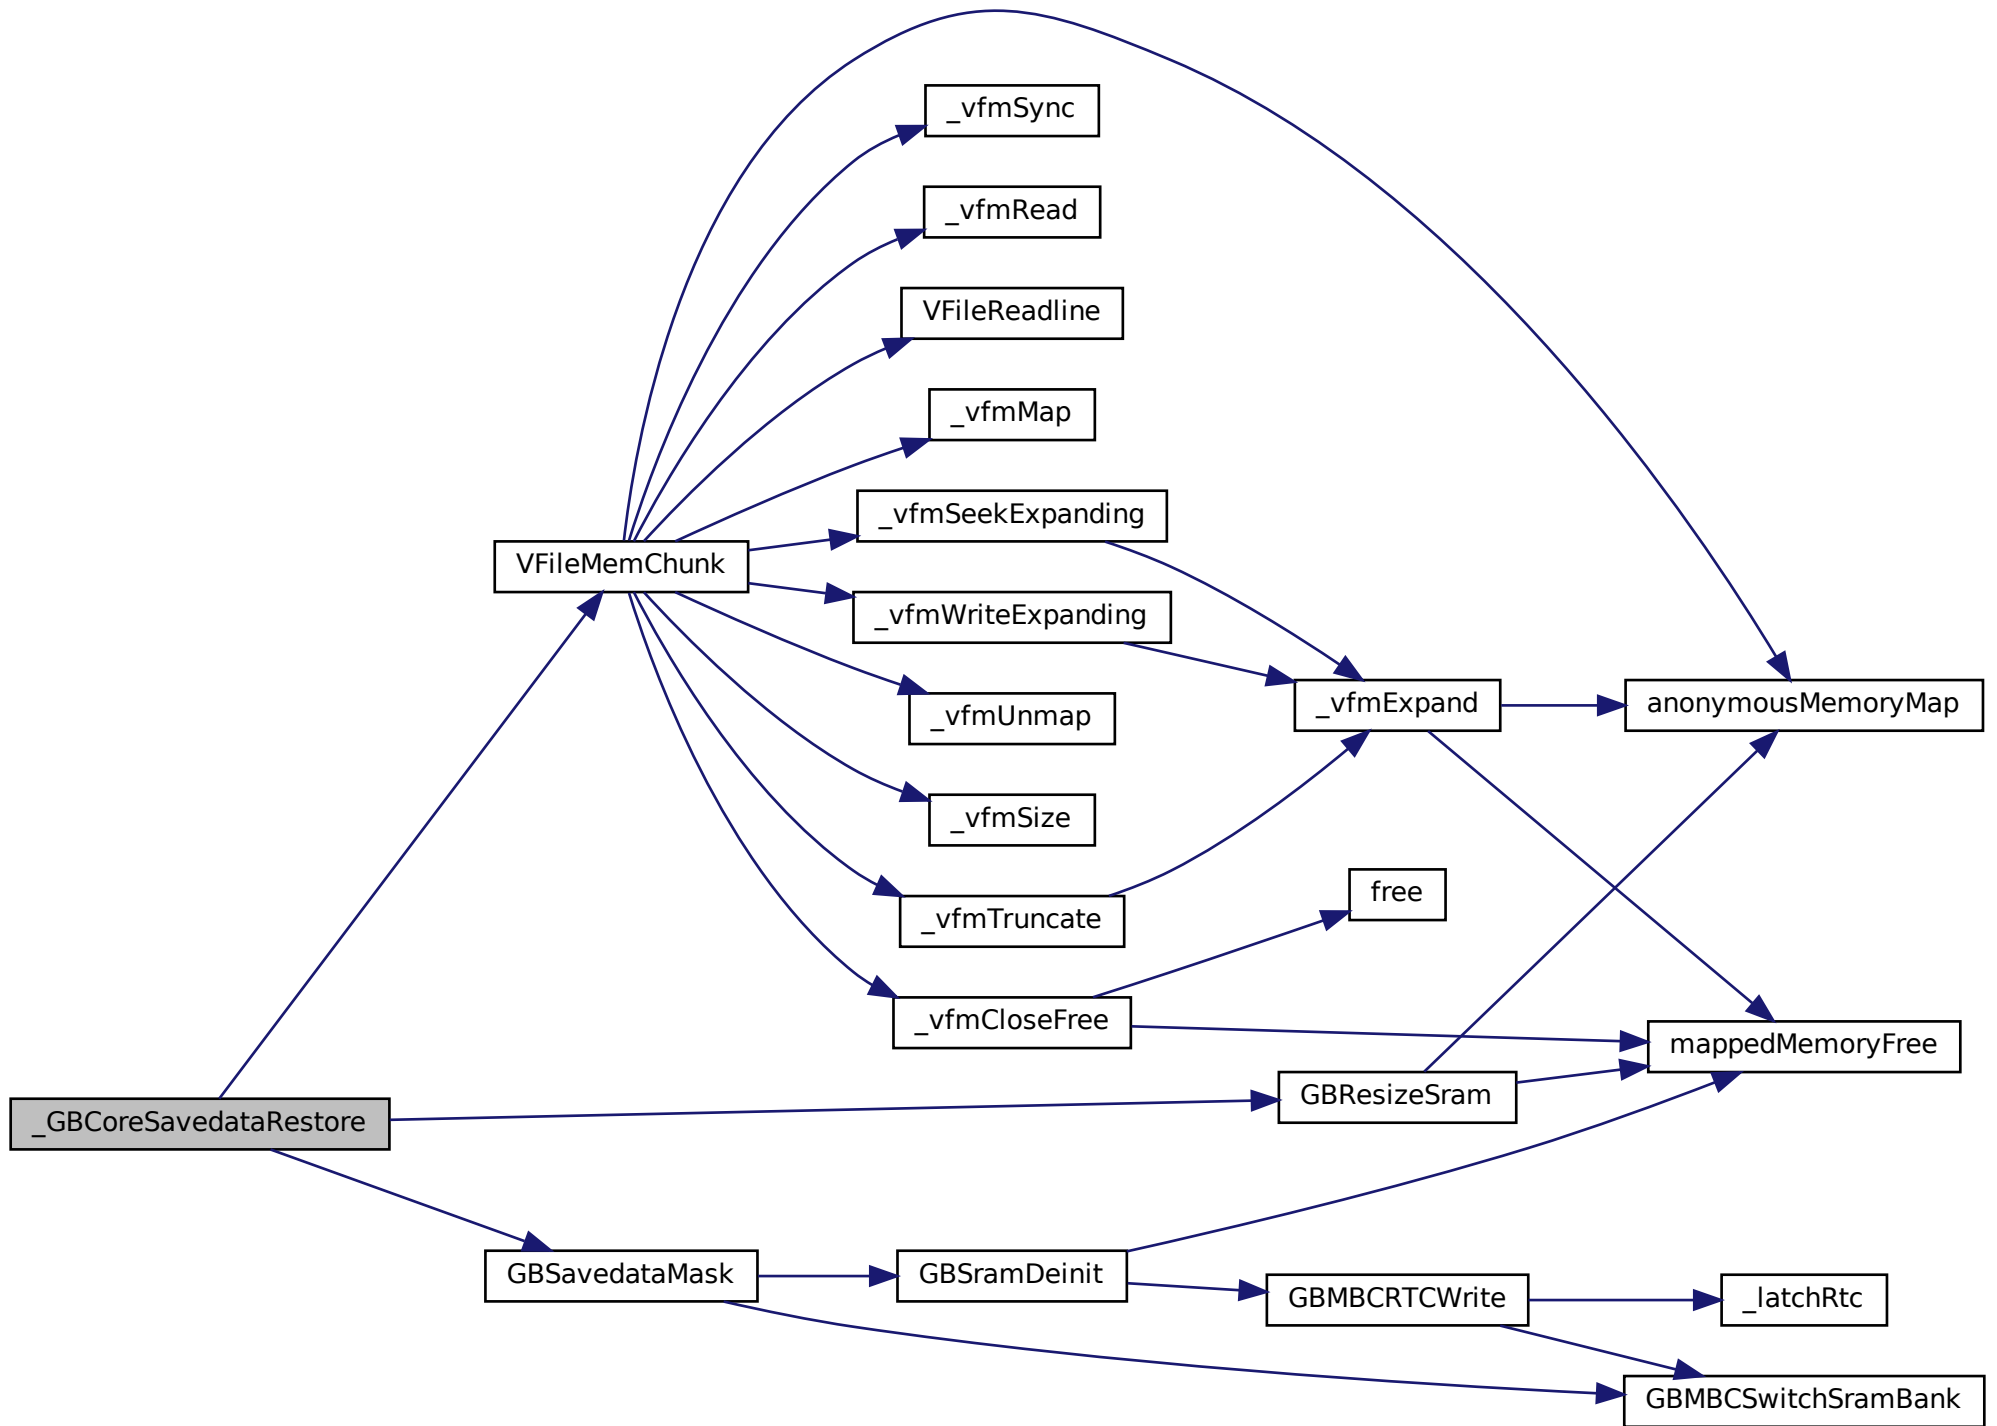 _vfmSync
_vfmRead
VFileReadline
_vfmMap
_vfmSeekExpanding
VFileMemChunk
_vfmWriteExpanding
_vfmExpand
anonymousMemoryMap
_vfmUnmap
_vfmSize
free
_vfmTruncate
_vfmCloseFree
mappedMemoryFree
GBResizeSram
_GBCoreSavedataRestore
GBSavedataMask
GBSramDeinit
GBMBCRTCWrite
_latchRtc
GBMBCSwitchSramBank